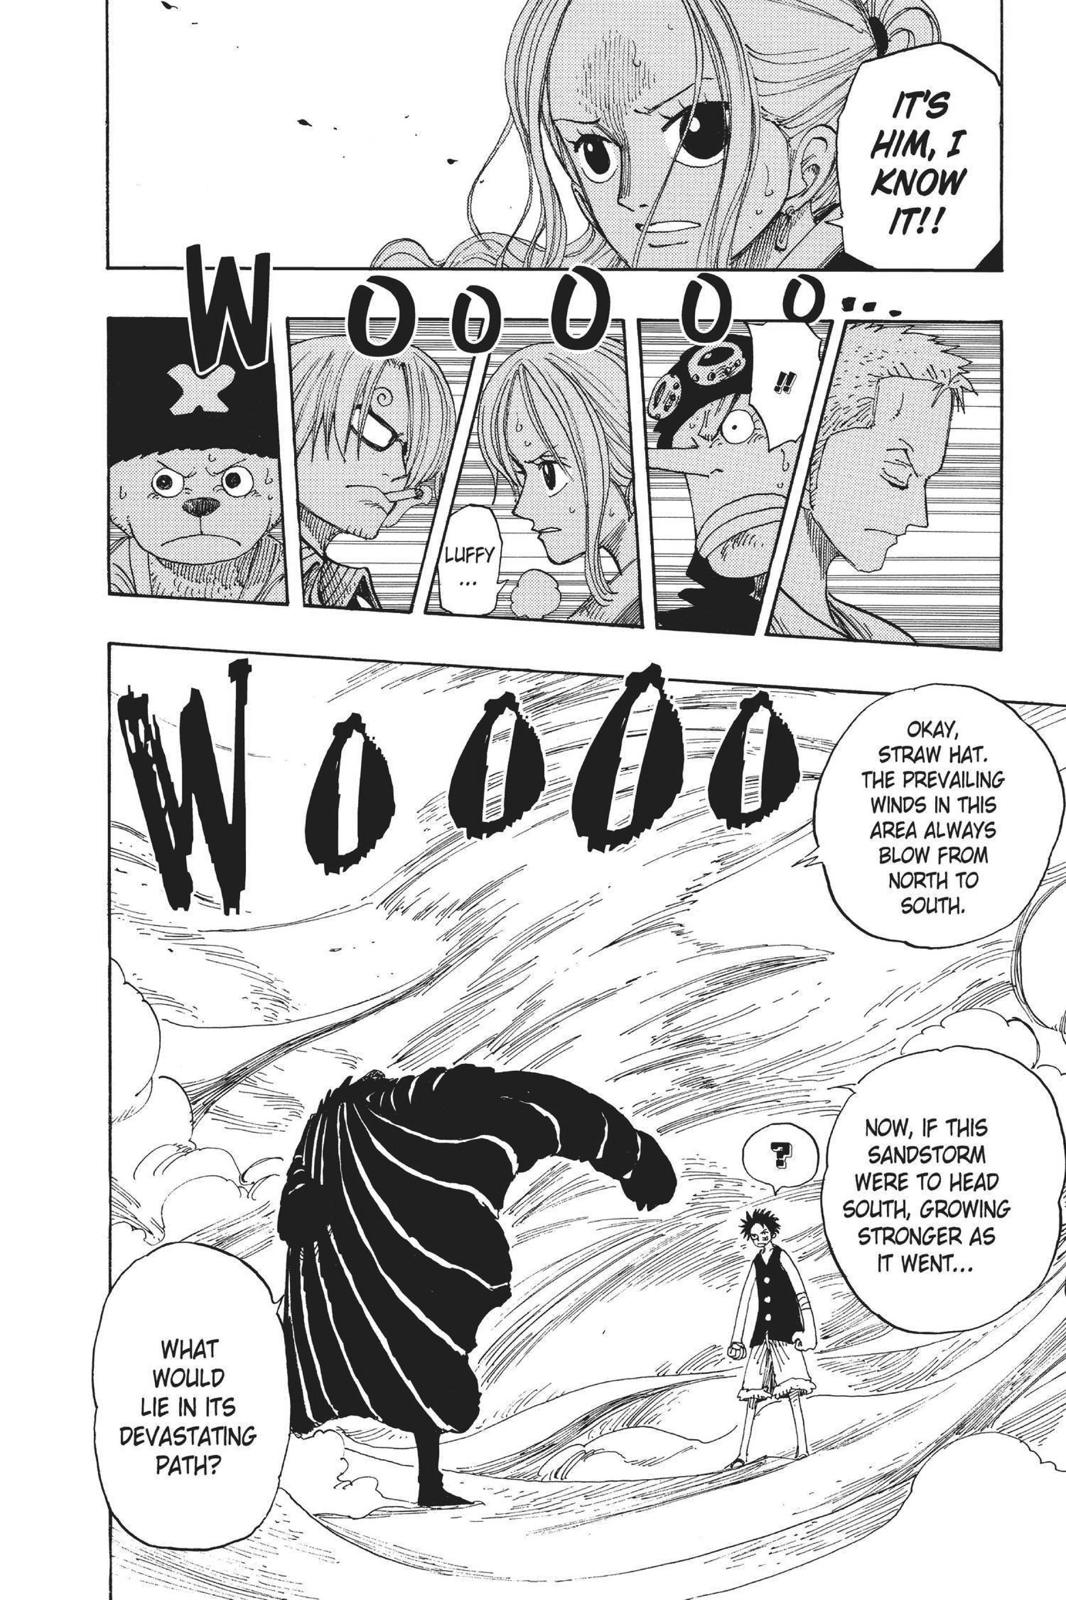 IT'S
HIM, I
KNOW
IT!!
WOOOOO...
!!
LUFFY
...
WOOOO
OKAY,
STRAW HAT.
THE PREVAILING
WINDS IN THIS
AREA ALWAYS
BLOW FROM
NORTH TO
SOUTH.
NOW, IF THIS
SANDSTORM
WERE TO HEAD
SOUTH, GROWING
STRONGER AS
IT WENT...
?
WHAT
WOULD
LIE IN ITS
DEVASTATING
PATH?